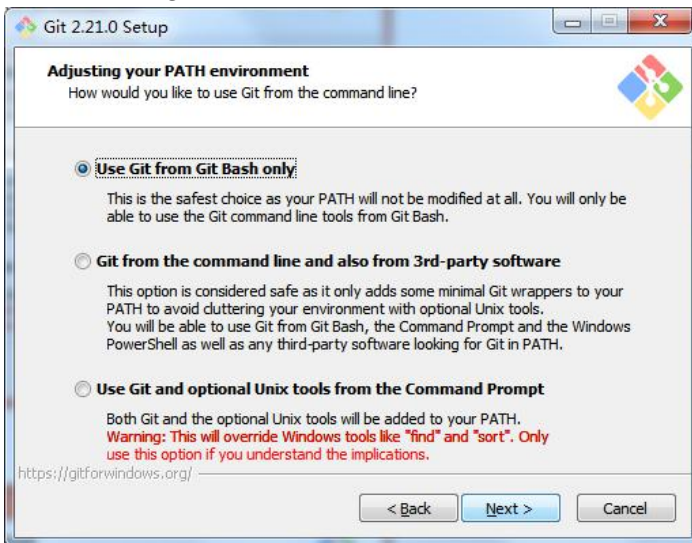 Git 2.21.0 Setup
Adjusting your PATH environment
How would you like to use Git from the command line?
Use Git from Git Bash only
This is the safest choice as your PATH will not be modified at all. You will only be
able to use the Git command line tools from Git Bash.
Git from the command line and also from 3rd-party software
This option is considered safe as it only adds some minimal Git wrappers to your
PATH to avoid cluttering your environment with optional Unix tools.
You will be able to use Git from Git Bash, the Command Prompt and the Windows
PowerShell as well as any third-party software looking for Git in PATH.
Use Git and optional Unix tools from the Command Prompt
Both Git and the optional Unix tools will be added to your PATH.
Warning: This will override Windows tools like "find" and "sort". Only
use this option if you understand the implications.
https://gitforwindows.org/
< Back
Next >
Cancel